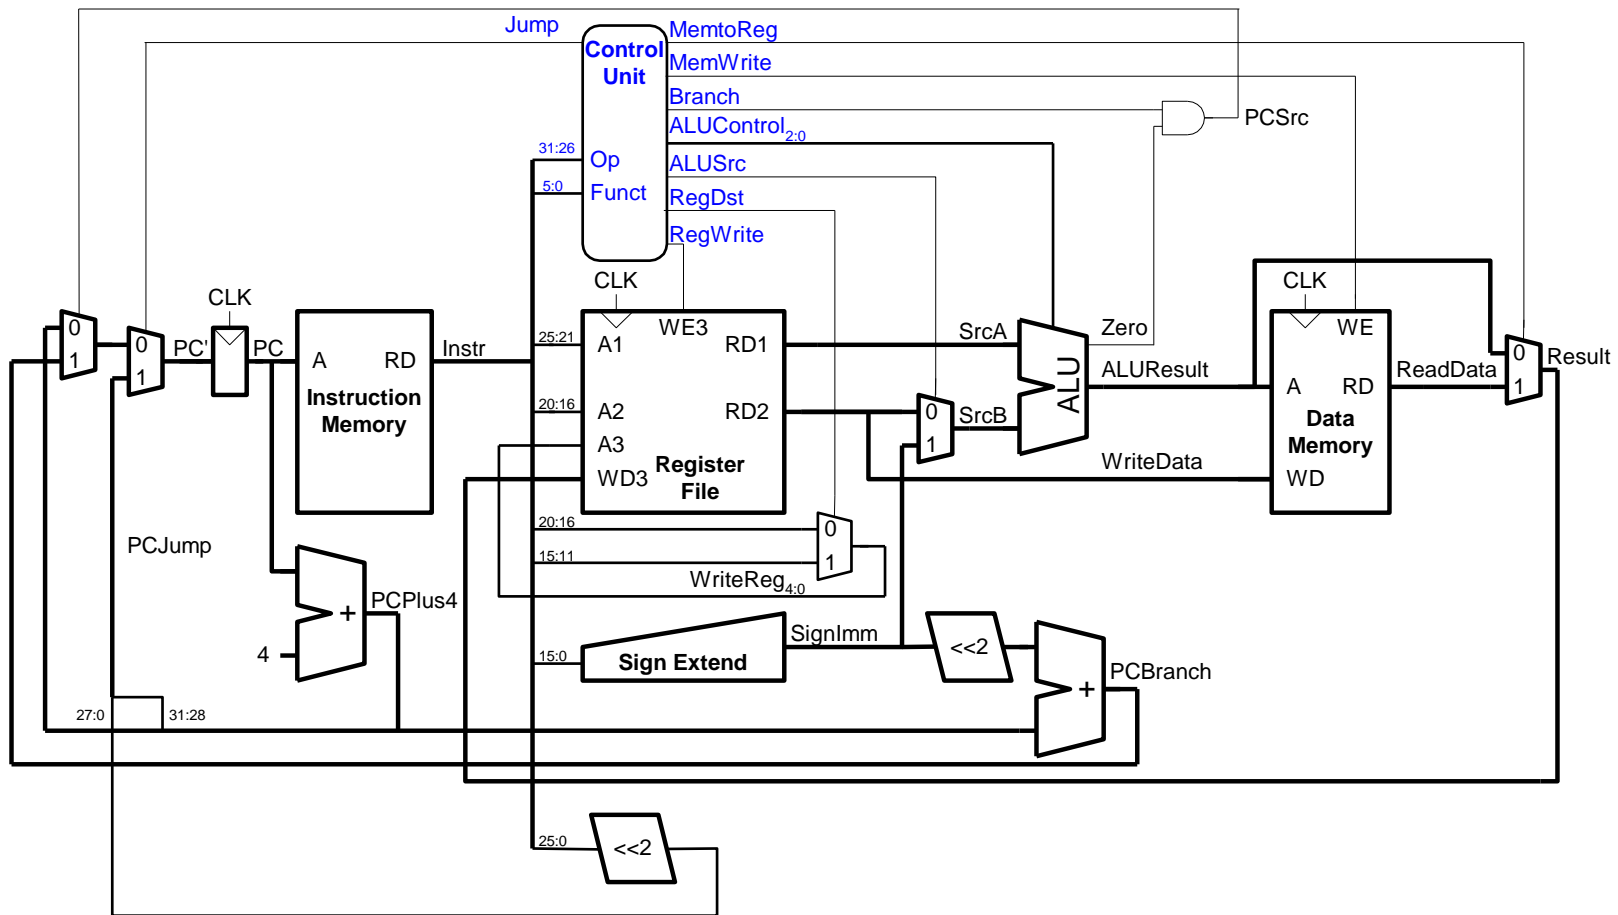 Jump
Control
Unit
MemtoReg
MemWrite
Branch
ALUControl2:0
PCSrc
ALUSrc
RegDst
RegWrite
31:26
Op
5:0
Funct
CLK
CLK
CLK
0
1
0
1
PC'
PC
A
RD
Instruction
Memory
Instr
25:21
A1
WE3
RD1
20:16
A2
RD2
A3
WD3
Register
File
SrcA
0
1
SrcB
ALU
Zero
ALUResult
WriteData
WE
A
RD
Data
Memory
WD
ReadData
0
1
Result
20:16
0
15:11
1
WriteReg4:0
PCJump
+
PCPlus4
4
15:0
Sign Extend
SignImm
<<2
+
PCBranch
27:0
31:28
25:0
<<2